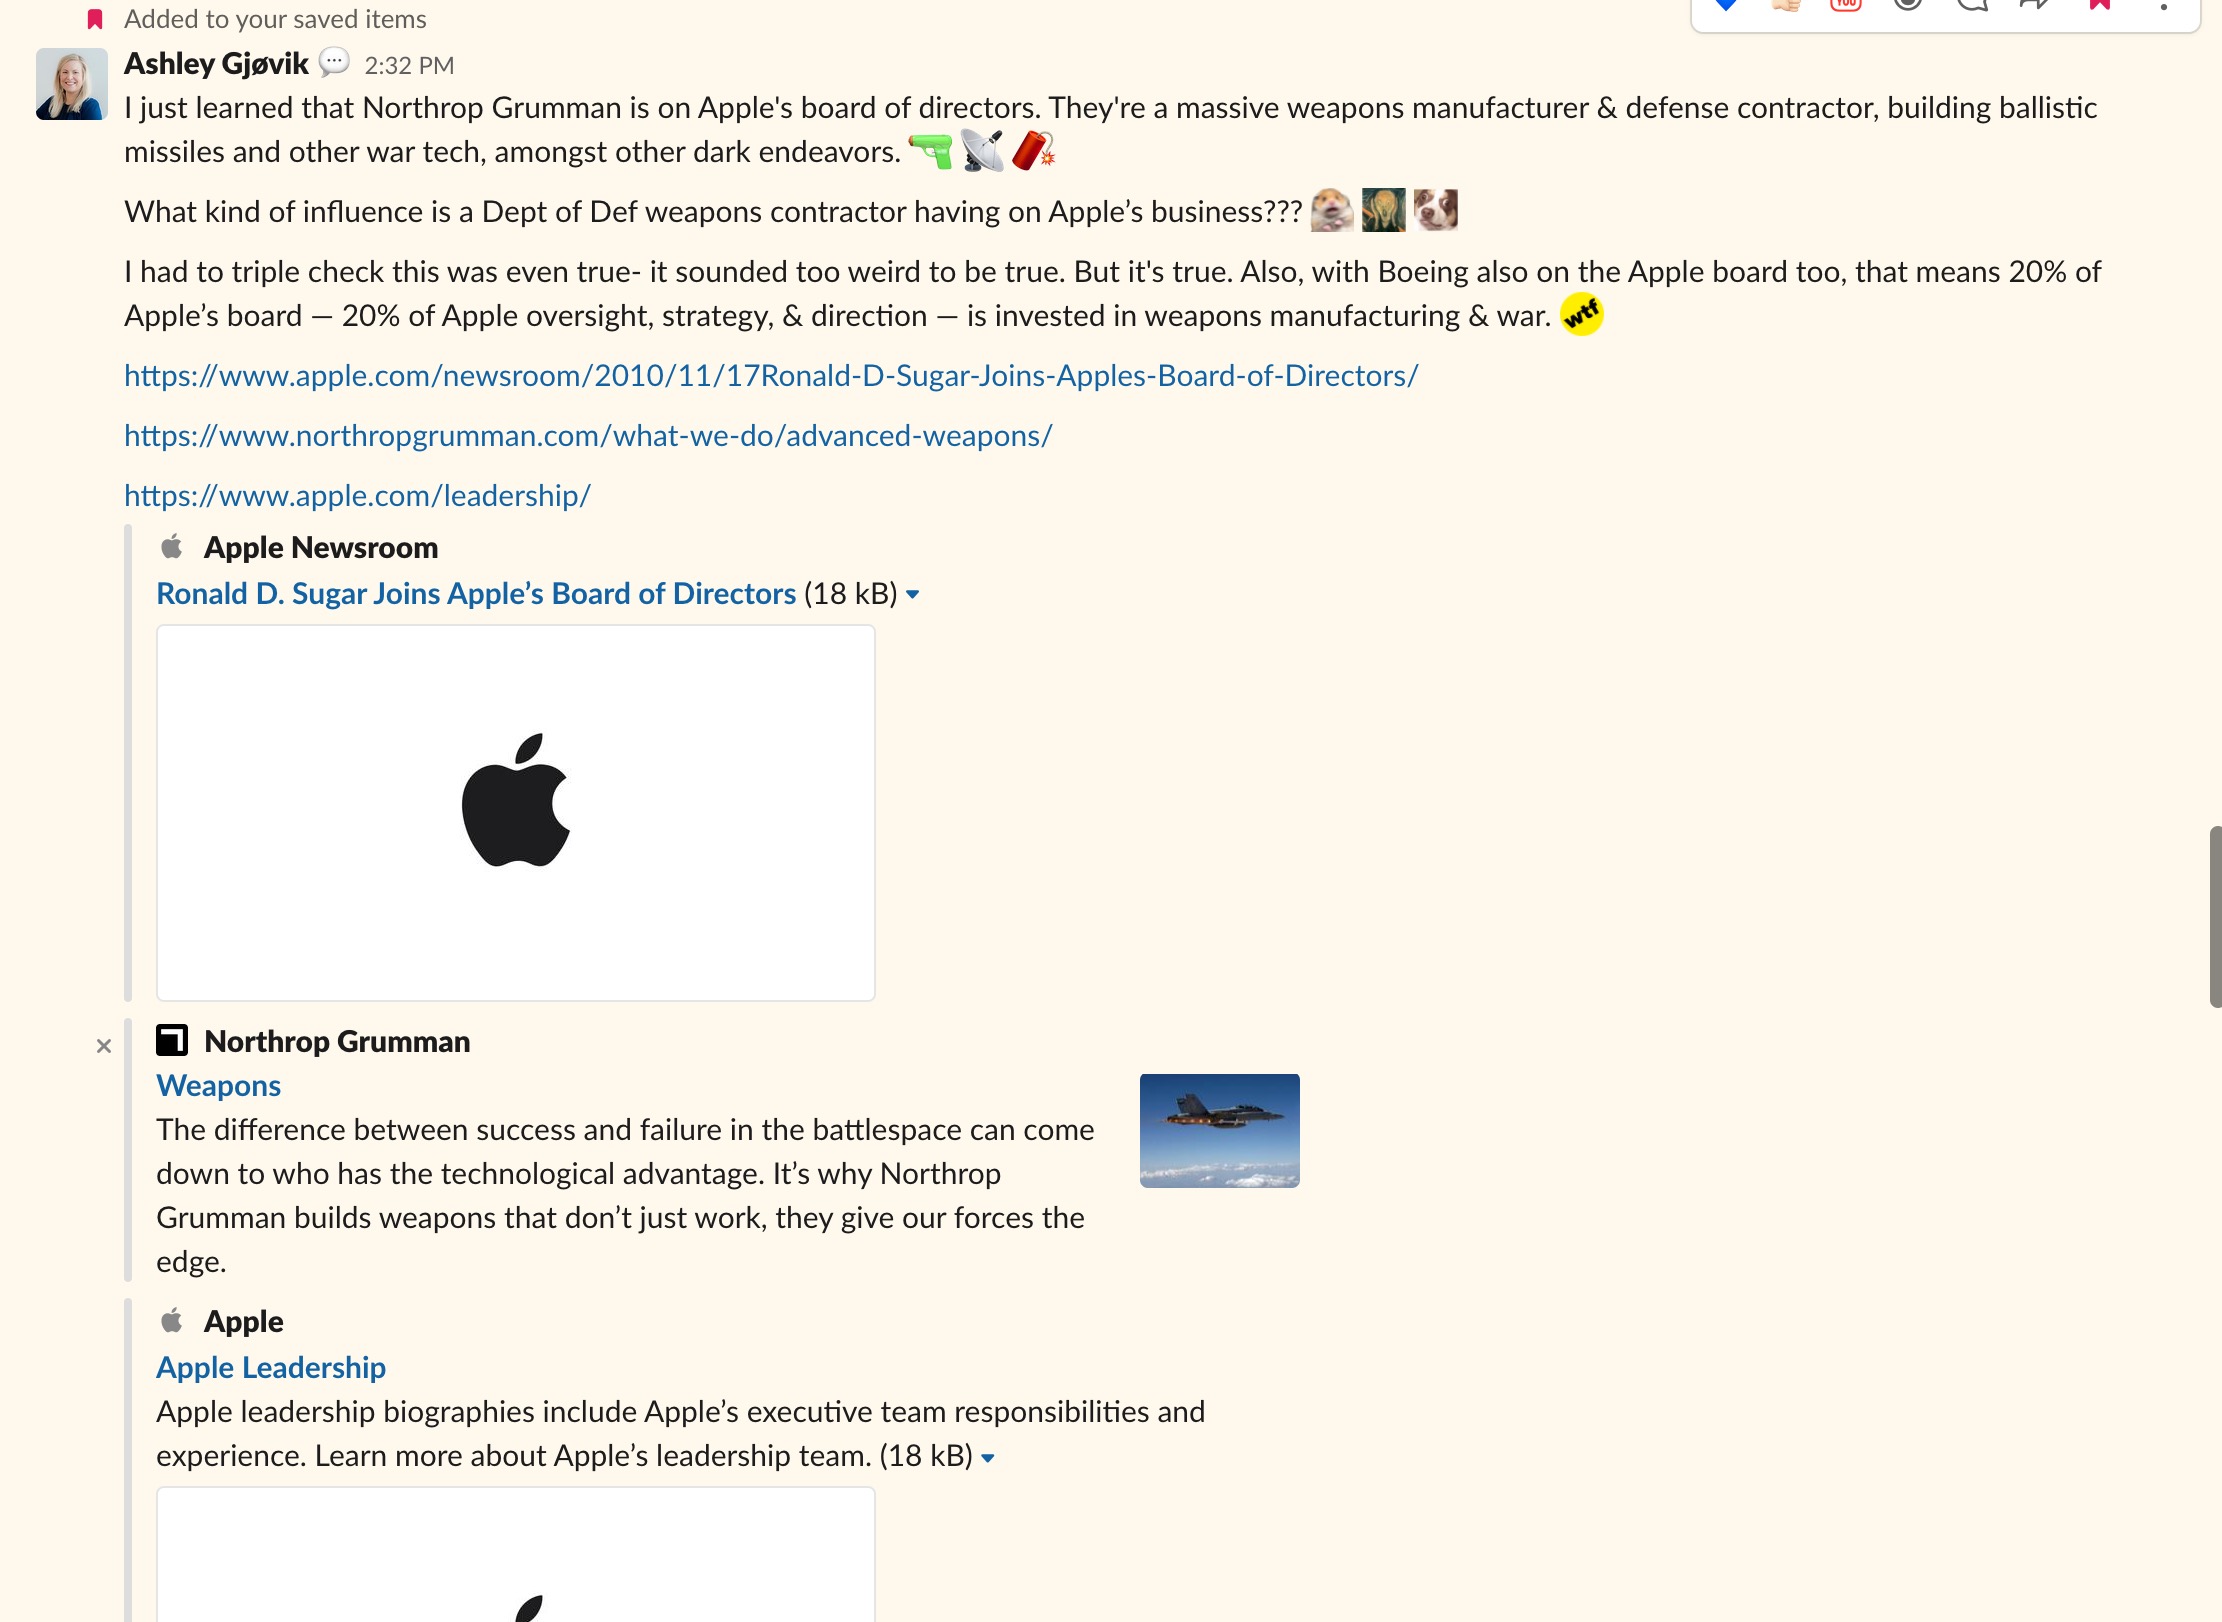 Added to your saved items
Ashley Gjøvik 2:32 PM
I just learned that Northrop Grumman is on Apple's board of directors. They're a massive weapons manufacturer & defense contractor, building ballistic
missiles and other war tech, amongst other dark endeavors.
What kind of influence is a Dept of Def weapons contractor having on Apple’s business???
I had to triple check this was even true- it sounded too weird to be true. But it's true. Also, with Boeing also on the Apple board too, that means 20% of
Apple’s board — 20% of Apple oversight, strategy, & direction — is invested in weapons manufacturing & war. wtf
https://www.apple.com/newsroom/2010/11/17Ronald-D-Sugar-Joins-Apples-Board-of-Directors/
https://www.northropgrumman.com/what-we-do/advanced-weapons/
https://www.apple.com/leadership/
Apple Newsroom
Ronald D. Sugar Joins Apple’s Board of Directors (18 kB)
Northrop Grumman
Weapons
The difference between success and failure in the battlespace can come
down to who has the technological advantage. It’s why Northrop
Grumman builds weapons that don’t just work, they give our forces the
edge.
Apple
Apple Leadership
Apple leadership biographies include Apple’s executive team responsibilities and
experience. Learn more about Apple’s leadership team. (18 kB)